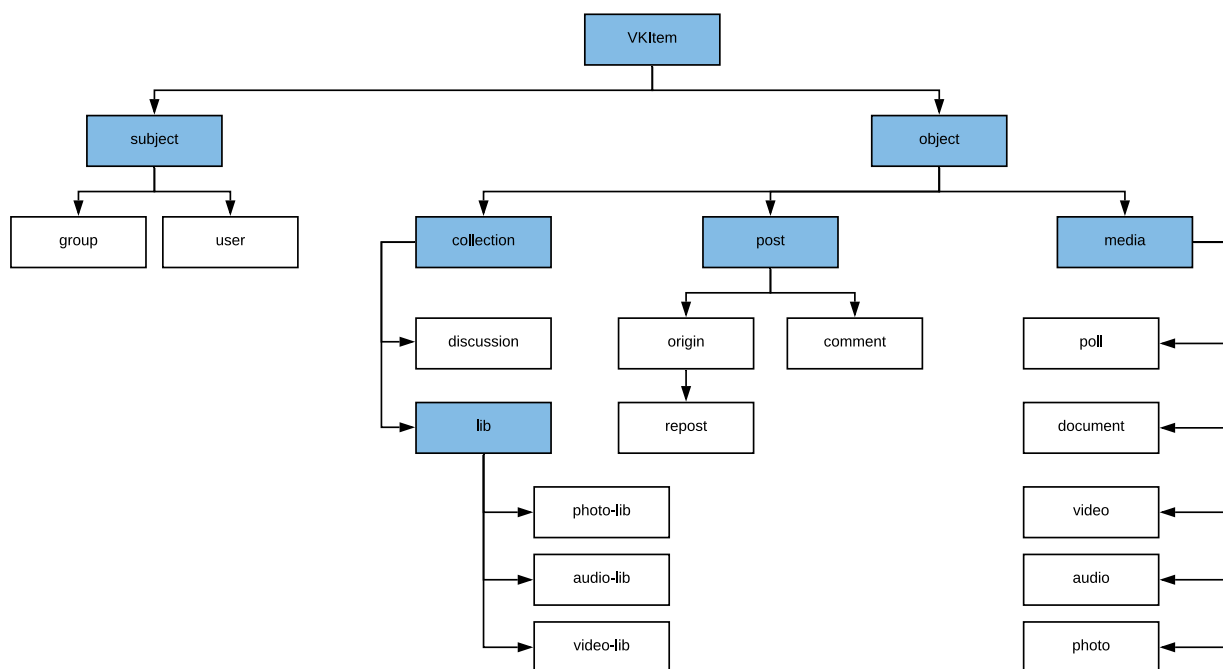 VKItem
subject
object
group
user
collection
post
media
discussion
origin
comment
poll
lib
repost
document
photo-lib
video
audio-lib
audio
video-lib
photo